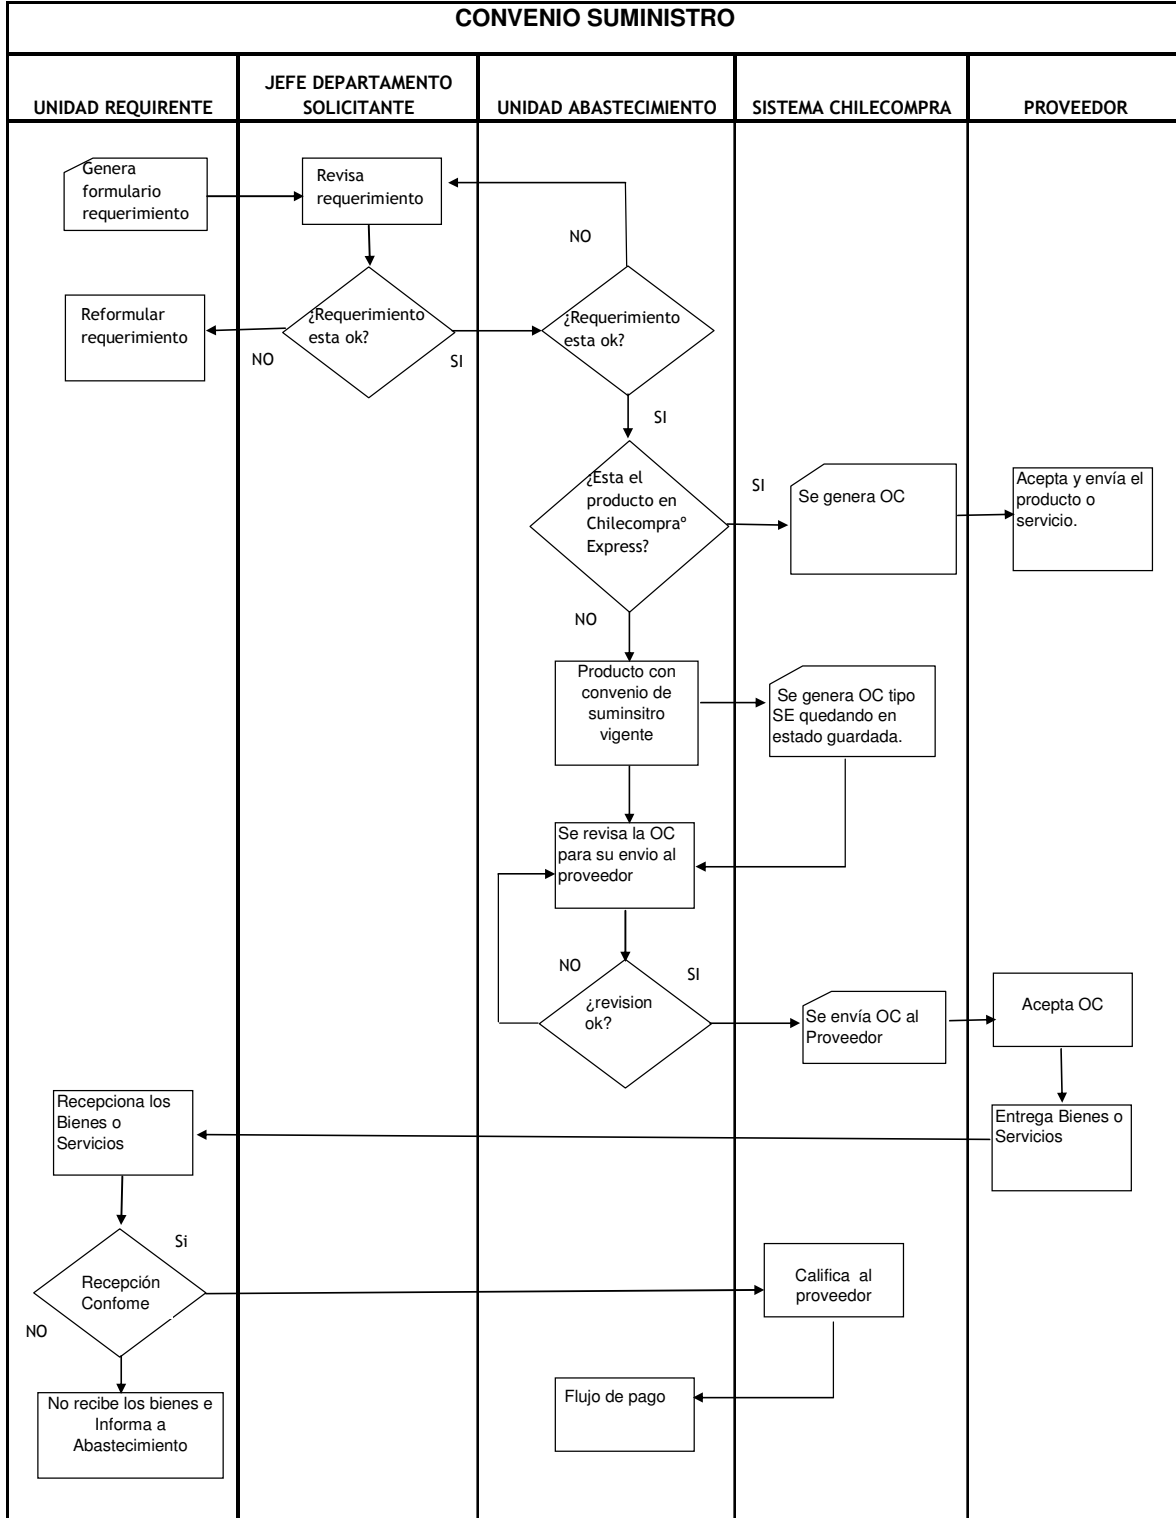 CONVENIO SUMINISTRO
UNIDAD REQUIRENTE
JEFE DEPARTAMENTO
SOLICITANTE
UNIDAD ABASTECIMIENTO
SISTEMA CHILECOMPRA
PROVEEDOR
Genera
formulario
requerimiento
Revisa
requerimiento
NO
Reformular
requerimiento
¿Requerimiento
esta ok?
NO
SI
¿Requerimiento
esta ok?
SI
¿Esta el
producto en
Chilecompraº
Express?
SI
Se genera OC
Acepta y envía el
producto o
servicio.
NO
Producto con
convenio de
suminsitro
vigente
Se genera OC tipo
SE quedando en
estado guardada.
Se revisa la OC
para su envio al
proveedor
NO
SI
¿revision
ok?
Se envía OC al
Proveedor
Acepta OC
Recepciona los
Bienes o
Servicios
Entrega Bienes o
Servicios
Si
Recepción
Confome
NO
Califica al
proveedor
No recibe los bienes e
Informa a
Abastecimiento
Flujo de pago